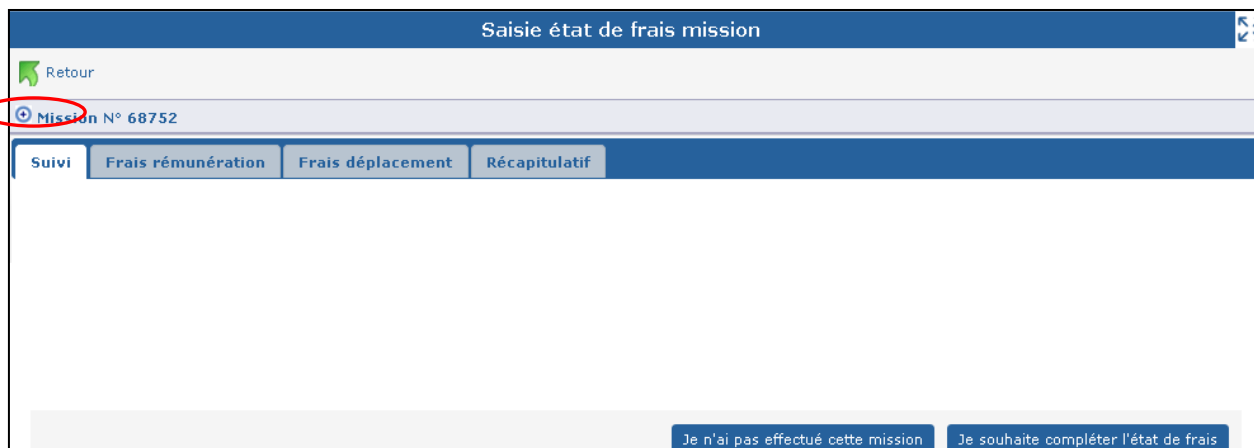 Saisie état de frais mission
Retour
Mission N° 68752
Suivi Frais rémunération Frais déplacement Récapitulatif
Je n'ai pas effectué cette mission Je souhaite compléter l'état de frais